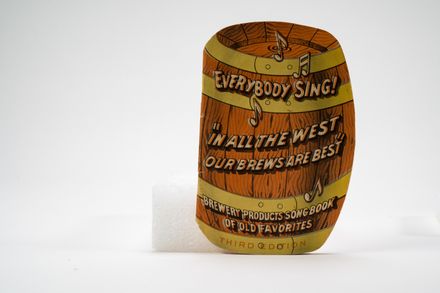 EVERYBODY SING!
"IN ALL THE WEST
OUR BREWS ARE BEST"
BREWERY PRODUCTS SONG BOOK
OF OLD FAVORITES
THIRD EDITION